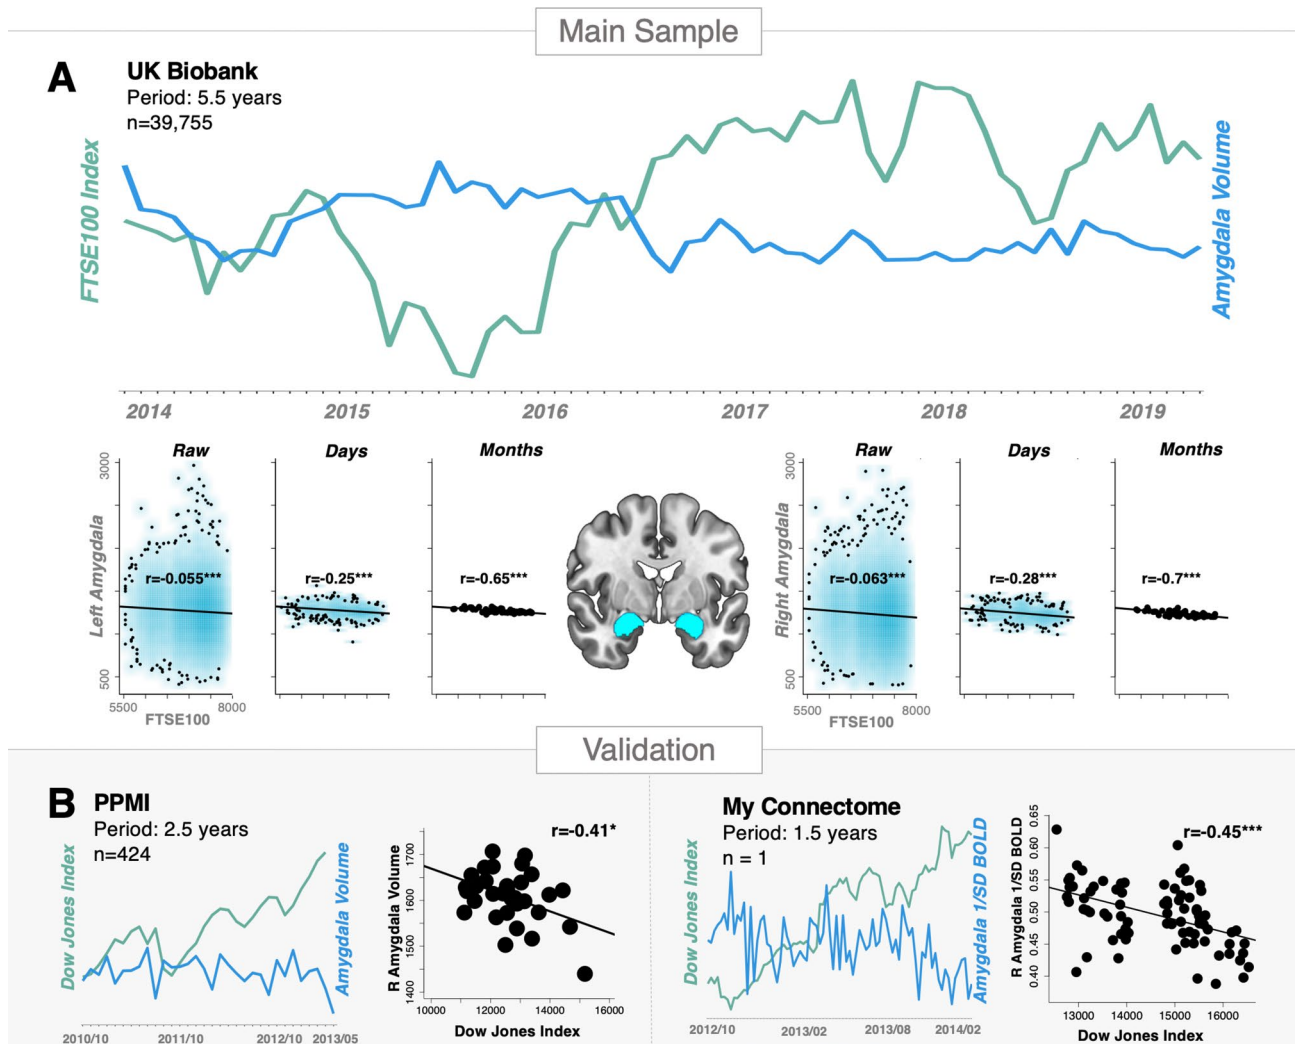 Main Sample
A
UK Biobank
Period: 5.5 years
n=39,755
FTSE100 Index
Amygdala Volume
2014 2015 2016 2017 2018 2019
Raw Days Months Raw Days Months
3000
Left Amygdala
500
r=-0.055*** r=-0.25*** r=-0.65***
5500 8000
FTSE100
3000
Right Amygdala
500
r=-0.063*** r=-0.28*** r=-0.7***
5500 8000
FTSE100
Validation
B
PPMI
Period: 2.5 years
n=424
Dow Jones Index
Amygdala Volume
2010/10 2011/10 2012/10 2013/05
r=-0.41*
R Amygdala Volume
1700
1600
1500
1400
10000 12000 14000 16000
Dow Jones Index
My Connectome
Period: 1.5 years
n = 1
Dow Jones Index
Amygdala 1/SD BOLD
2012/10 2013/02 2013/08 2014/02
r=-0.45***
R Amygdala 1/SD BOLD
0.65
0.60
0.55
0.50
0.45
0.40
13000 14000 15000 16000
Dow Jones Index